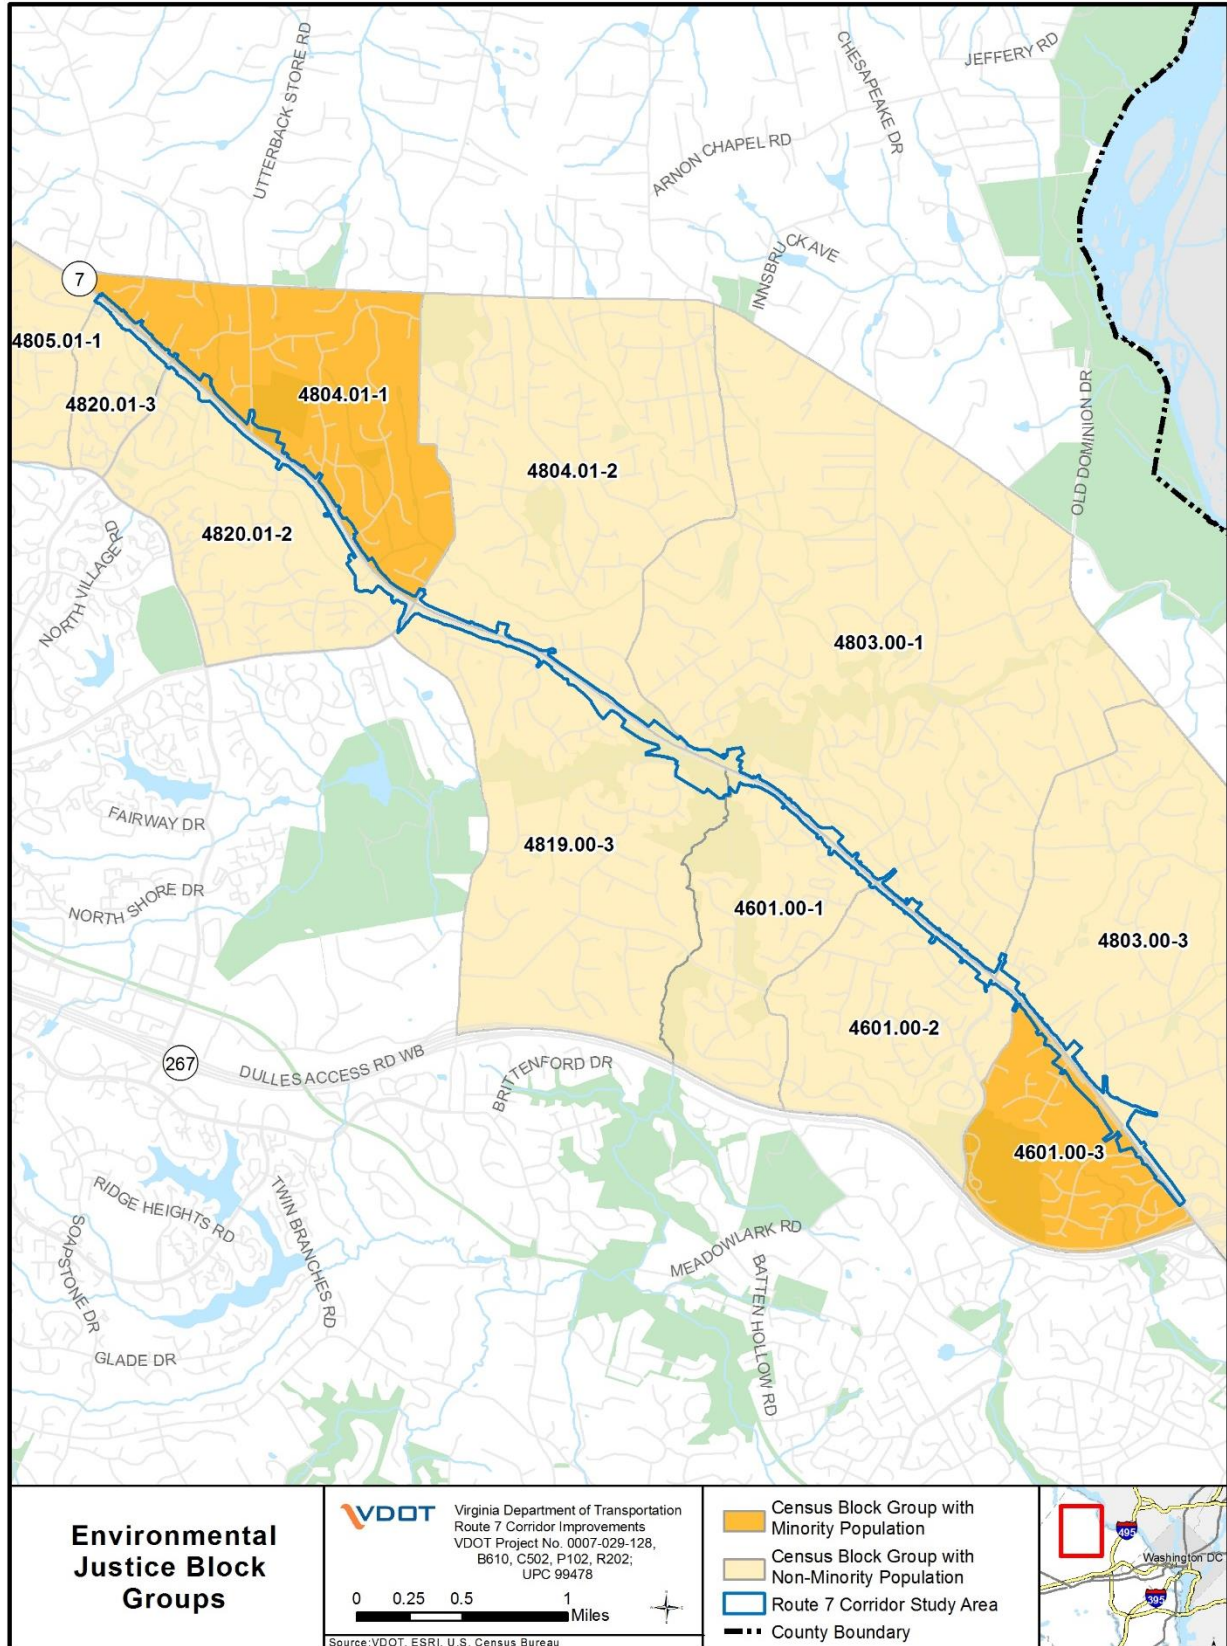 UTTERBACK STORE RD
CHESAPEAKE DR
JEFFERY RD
ARNON CHAPEL RD
INNSBRUCK AVE
7
4805.01-1
4820.01-3
4804.01-1
OLD DOMINION DR
4804.01-2
4820.01-2
NORTH VILLAGE RD
4803.00-1
FAIRWAY DR
4819.00-3
NORTH SHORE DR
4601.00-1
4803.00-3
4601.00-2
267
DULLES ACCESS RD WB
BRITTENFORD DR
4601.00-3
RIDGE HEIGHTS RD
TWIN BRANCHES RD
SOAPSTONE DR
MEADOWLARK RD
BATTEN HOLLOW RD
GLADE DR
Environmental
Justice Block
Groups
VDOT
Virginia Department of Transportation
Route 7 Corridor Improvements
VDOT Project No. 0007-029-128,
B610, C502, P102, R202;
UPC 99478
0 0.25 0.5 1
Miles
Source:VDOT, ESRI, U.S. Census Bureau
Census Block Group with
Minority Population
Census Block Group with
Non-Minority Population
Route 7 Corridor Study Area
County Boundary
495
Washington DC
395